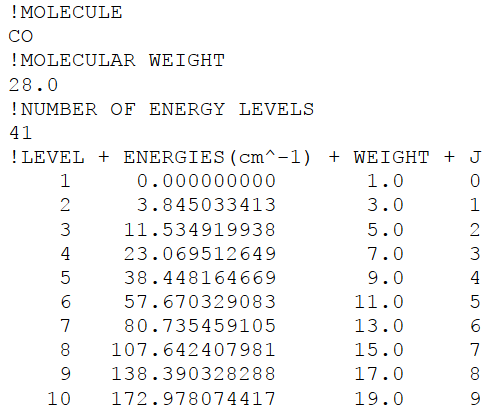 !MOLECULE
CO
!MOLECULAR WEIGHT
28.0
!NUMBER OF ENERGY LEVELS
41
!LEVEL + ENERGIES(cm^-1) + WEIGHT + J
1 0.000000000 1.0 0
2 3.845033413 3.0 1
3 11.534919938 5.0 2
4 23.069512649 7.0 3
5 38.448164669 9.0 4
6 57.670329083 11.0 5
7 80.735459105 13.0 6
8 107.642407981 15.0 7
9 138.390328288 17.0 8
10 172.978074417 19.0 9